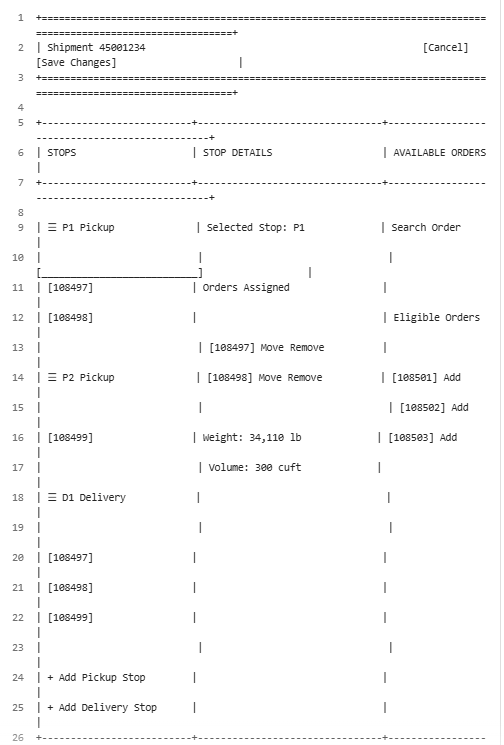 1 +==============================================================================
==================================+
2 | Shipment 45001234 [Cancel]
[Save Changes] |
3 +==============================================================================
==================================+
4
5 +--------------------------+--------------------------------+-----------------
------------------------------+
6 | STOPS | STOP DETAILS | AVAILABLE ORDERS
|
7 +--------------------------+--------------------------------+-----------------
------------------------------+
8
9 | ☰ P1 Pickup | Selected Stop: P1 | Search Order
|
10 | | |
[___________________________] |
11 | [108497] | Orders Assigned |
|
12 | [108498] | | Eligible Orders
|
13 | | [108497] Move Remove |
|
14 | ☰ P2 Pickup | [108498] Move Remove | [108501] Add
|
15 | | | [108502] Add
|
16 | [108499] | Weight: 34,110 lb | [108503] Add
|
17 | | Volume: 300 cuft |
|
18 | ☰ D1 Delivery | |
|
19 | | |
|
20 | [108497] | |
|
21 | [108498] | |
|
22 | [108499] | |
|
23 | | |
|
24 | + Add Pickup Stop | |
|
25 | + Add Delivery Stop | |
|
26 +--------------------------+--------------------------------+-----------------